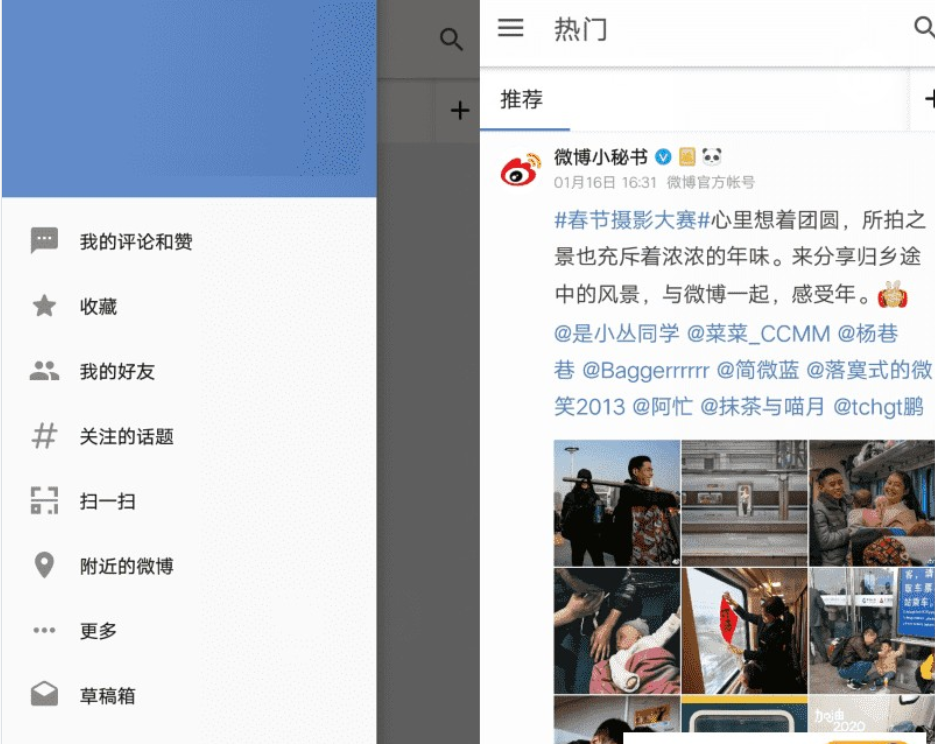 我的评论和赞
收藏
我的好友
关注的话题
扫一扫
附近的微博
更多
草稿箱
热门
推荐
微博小秘书
01月16日 16:31 微博官方帐号
#春节摄影大赛#心里想着团圆，所拍之
景也充斥着浓浓的年味。来分享归乡途
中的风景，与微博一起，感受年。
@是小丛同学 @菜菜_CCMM @杨巷
巷 @Baggerrrrrr @简微蓝 @落寞式的微
笑2013 @阿忙 @抹茶与喵月 @tchgt鹏
加油
2020